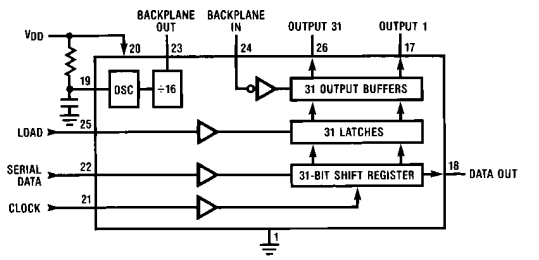 BACKPLANE OUT
BACKPLANE IN
OUTPUT 31
OUTPUT 1
VDD
20
23
24
26
17
19
OSC
÷16
31 OUTPUT BUFFERS
25
LOAD
31 LATCHES
22
SERIAL DATA
31-BIT SHIFT REGISTER
18
DATA OUT
21
CLOCK
1